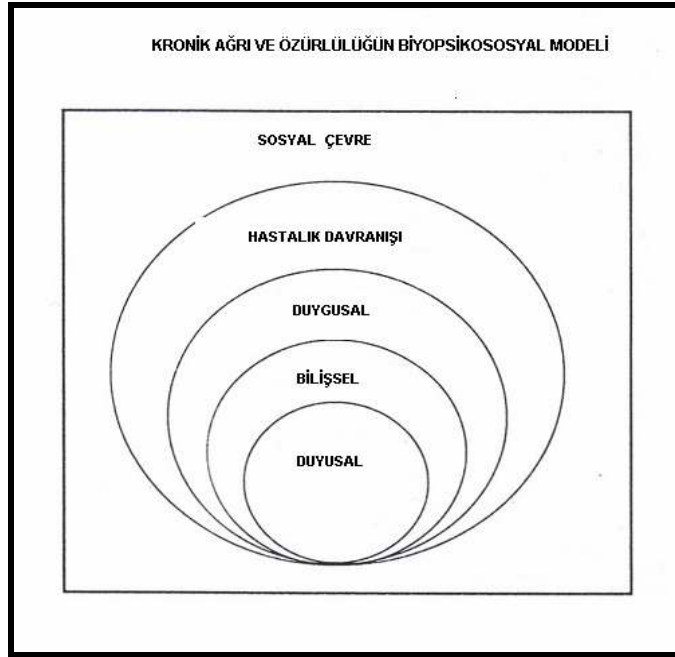 KRONİK AĞRI VE ÖZÜRLÜLÜĞÜN BİYOPSİKOSOSYAL MODELİ
SOSYAL ÇEVRE
HASTALIK DAVRANIŞI
DUYGUSAL
BİLİŞSEL
DUYUSAL